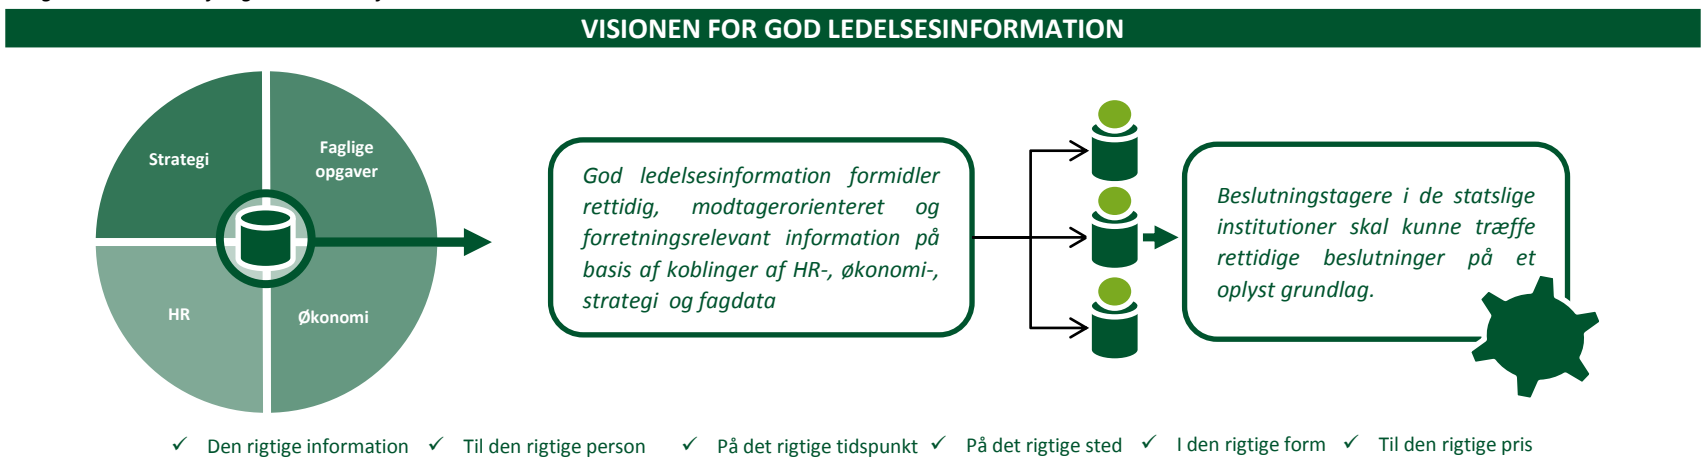 VISIONEN FOR GOD LEDELSESINFORMATION
Strategi
Faglige
opgaver
HR
Økonomi
God ledelsesinformation formidler
rettidig, modtagerorienteret og
forretningsrelevant information på
basis af koblinger af HR-, økonomi-,
strategi og fagdata
Beslutningstagere i de statslige
institutioner skal kunne træffe
rettidige beslutninger på et
oplyst grundlag.
✓ Den rigtige information ✓ Til den rigtige person ✓ På det rigtige tidspunkt ✓ På det rigtige sted ✓ I den rigtige form ✓ Til den rigtige pris